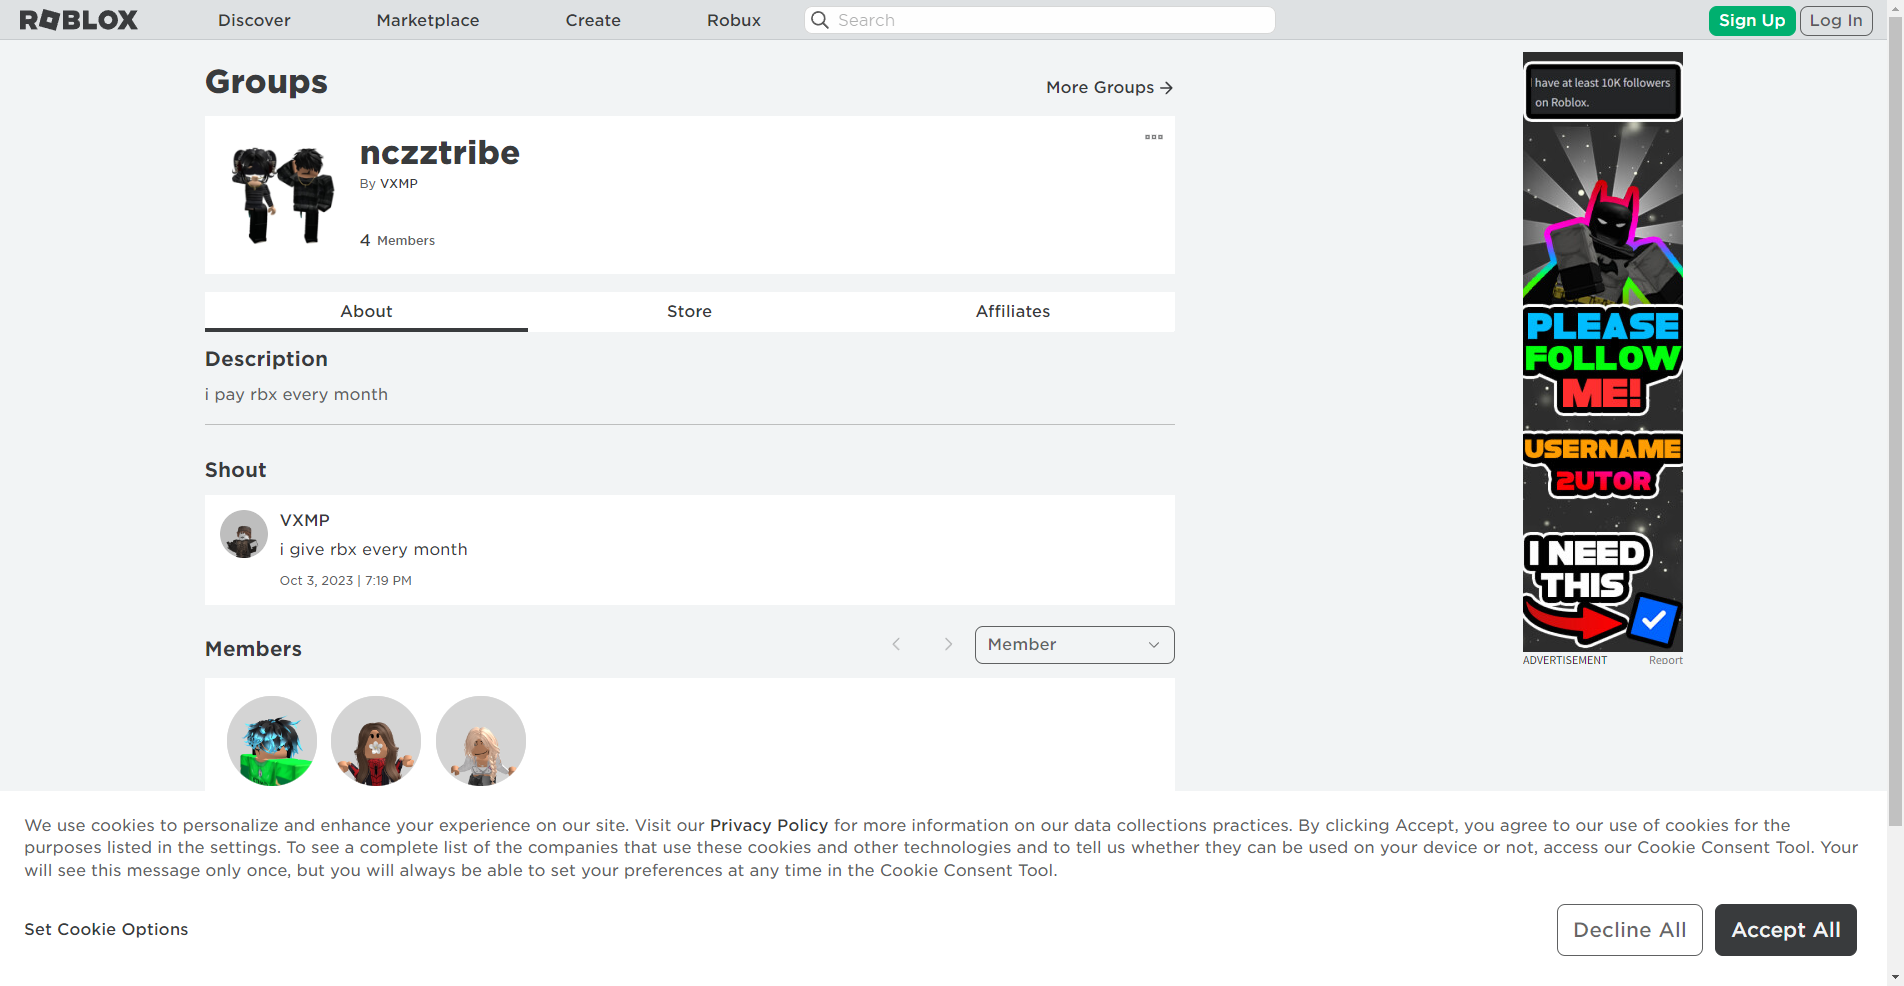 ROBLOX Discover Marketplace Create Robux Search Sign Up Log In
Groups
More Groups
nczztribe
By VXMP
4 Members
About Store Affiliates
Description
i pay rbx every month
Shout
VXMP
i give rbx every month
Oct 3, 2023 | 7:19 PM
Members
Member
I have at least 10K followers
on Roblox.
PLEASE
FOLLOW
ME!
USERNAME
2UTOR
I NEED
THIS
ADVERTISEMENT Report
We use cookies to personalize and enhance your experience on our site. Visit our Privacy Policy for more information on our data collections practices. By clicking Accept, you agree to our use of cookies for the
purposes listed in the settings. To see a complete list of the companies that use these cookies and other technologies and to tell us whether they can be used on your device or not, access our Cookie Consent Tool. Your
will see this message only once, but you will always be able to set your preferences at any time in the Cookie Consent Tool.
Set Cookie Options
Decline All
Accept All